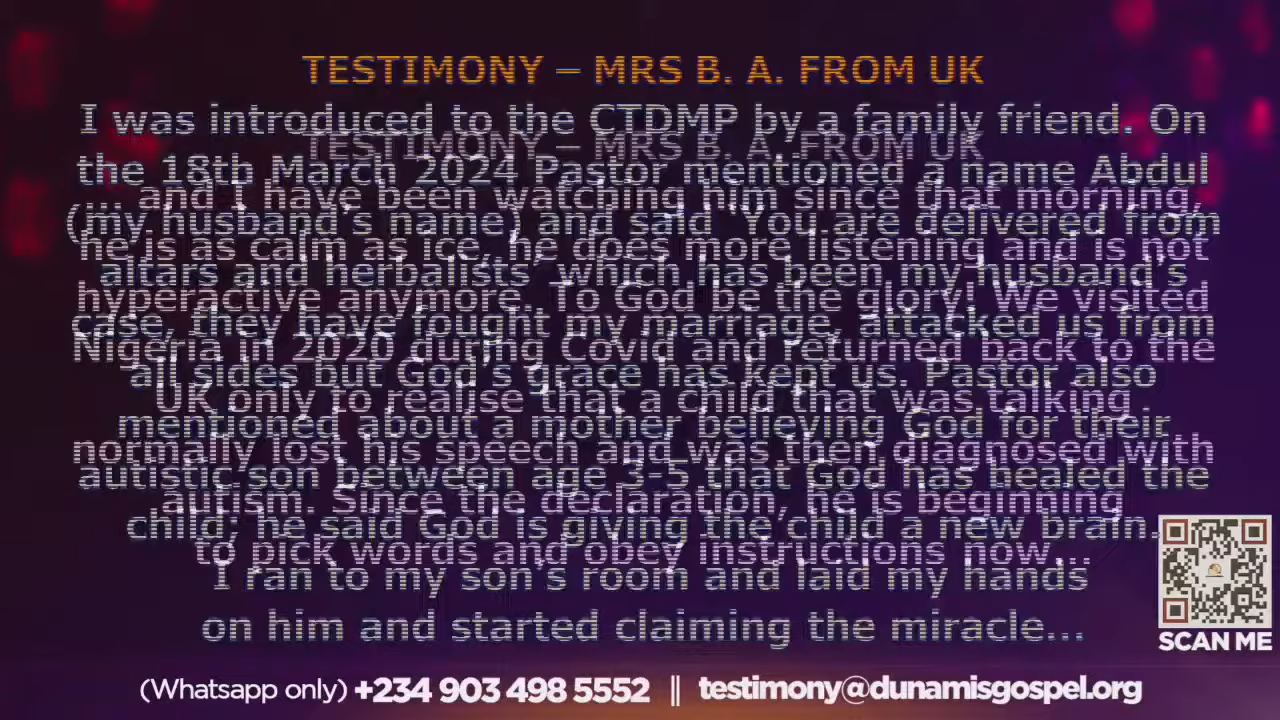 TESTIMONY – MRS B. A. FROM UK
I was introduced to the CTDMP by a family friend. On
the 18th March 2024 Pastor mentioned a name Abdul
(my husband's name) and said 'You are delivered from
altars and herbalists' which has been my husband's
case, they have fought my marriage, attacked us from
all sides but God's grace has kept us. Pastor also
mentioned about a mother believing God for their
autistic son between age 3-5 that God has healed the
child; he said God is giving the child a new brain.
I ran to my son's room and laid my hands
on him and started claiming the miracle...
TESTIMONY – MRS B. A. FROM UK
... and I have been watching him since that morning,
he is as calm as ice, he does more listening and is not
hyperactive anymore. To God be the glory! We visited
Nigeria in 2020 during Covid and returned back to the
UK only to realise that a child that was talking
normally lost his speech and was then diagnosed with
autism. Since the declaration, he is beginning
to pick words and obey instructions now...
SCAN ME
(Whatsapp only) +234 903 498 5552 || testimony@dunamisgospel.org